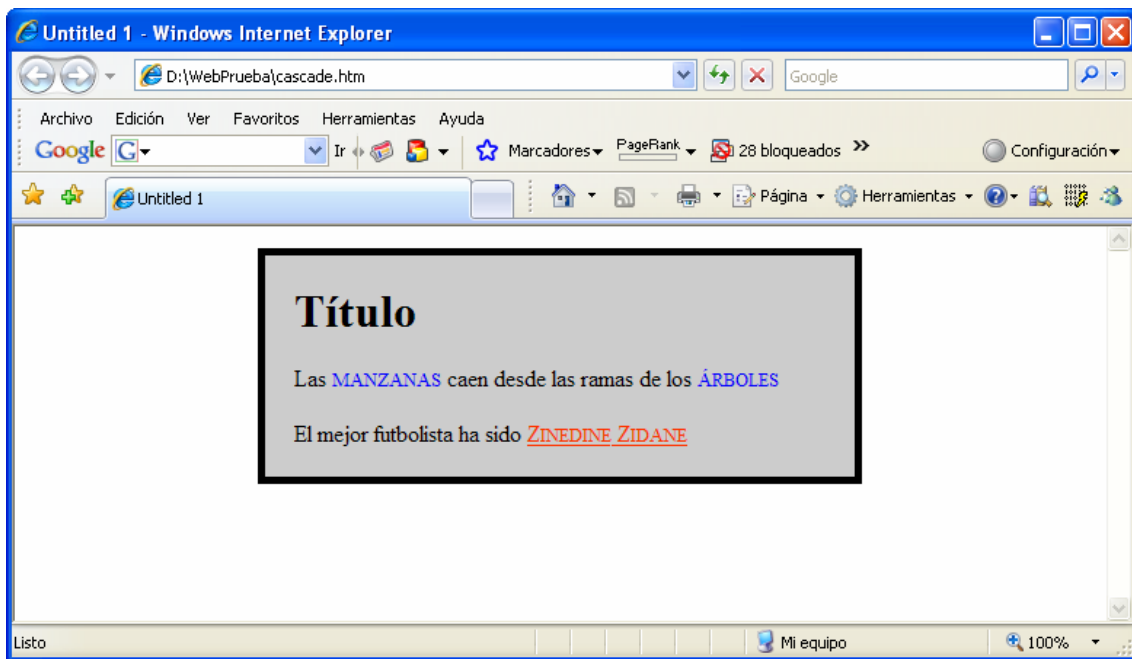 Untitled 1 - Windows Internet Explorer
D:\WebPrueba\cascade.htm Google
Archivo Edición Ver Favoritos Herramientas Ayuda
Google G Ir Marcadores PageRank 28 bloqueados » Configuración
Untitled 1 Página Herramientas
Título
Las MANZANAS caen desde las ramas de los ÁRBOLES
El mejor futbolista ha sido ZINEDINE ZIDANE
Listo Mi equipo 100%